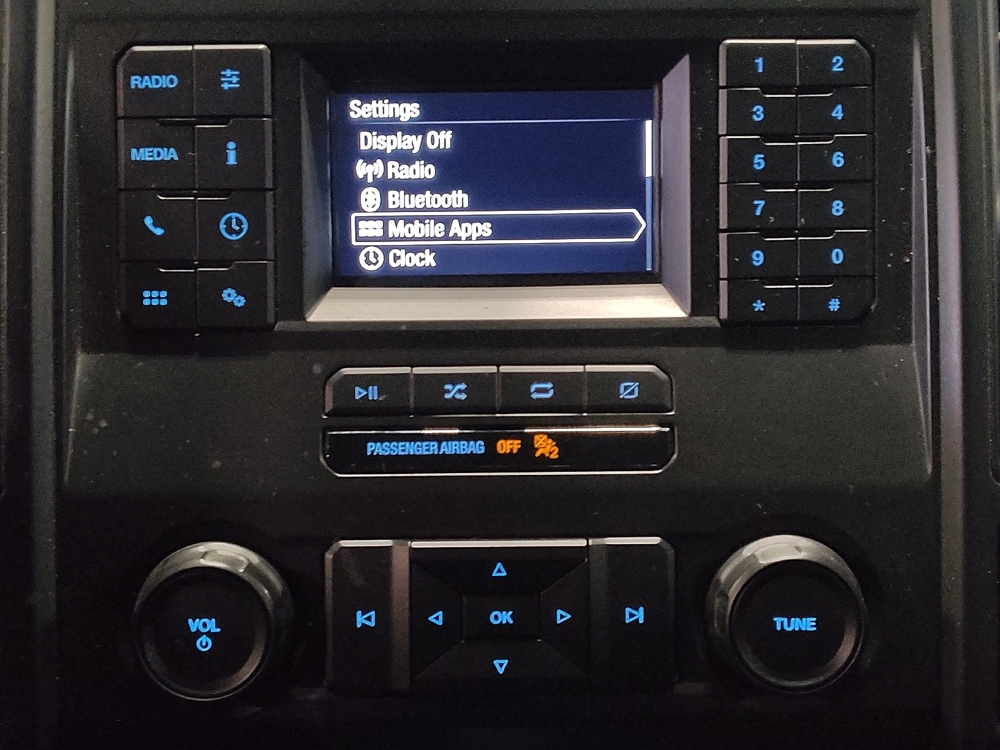 RADIO
MEDIA
i
Settings
Display Off
Radio
Bluetooth
Mobile Apps
Clock
1 2
3 4
5 6
7 8
9 0
* #
PASSENGER AIRBAG OFF 2
VOL
OK
TUNE